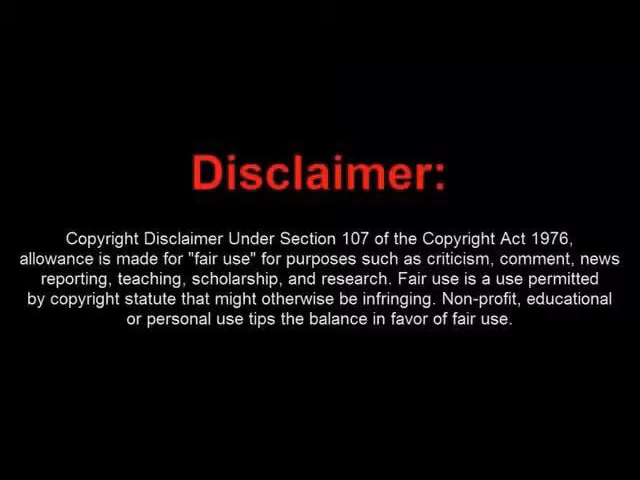 Disclaimer:
Copyright Disclaimer Under Section 107 of the Copyright Act 1976,
allowance is made for "fair use" for purposes such as criticism, comment, news
reporting, teaching, scholarship, and research. Fair use is a use permitted
by copyright statute that might otherwise be infringing. Non-profit, educational
or personal use tips the balance in favor of fair use.